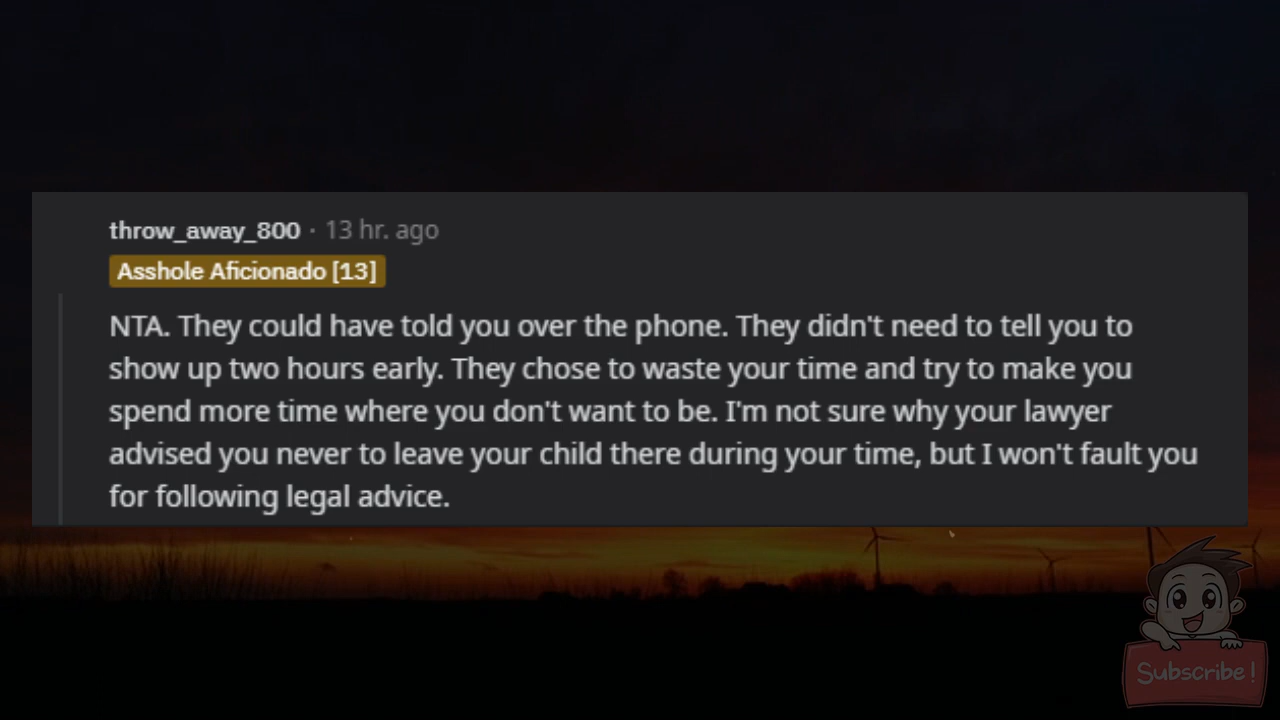 throw_away_800 · 13 hr. ago
Asshole Aficionado [13]
NTA. They could have told you over the phone. They didn't need to tell you to
show up two hours early. They chose to waste your time and try to make you
spend more time where you don't want to be. I'm not sure why your lawyer
advised you never to leave your child there during your time, but I won't fault you
for following legal advice.
Subscribe!